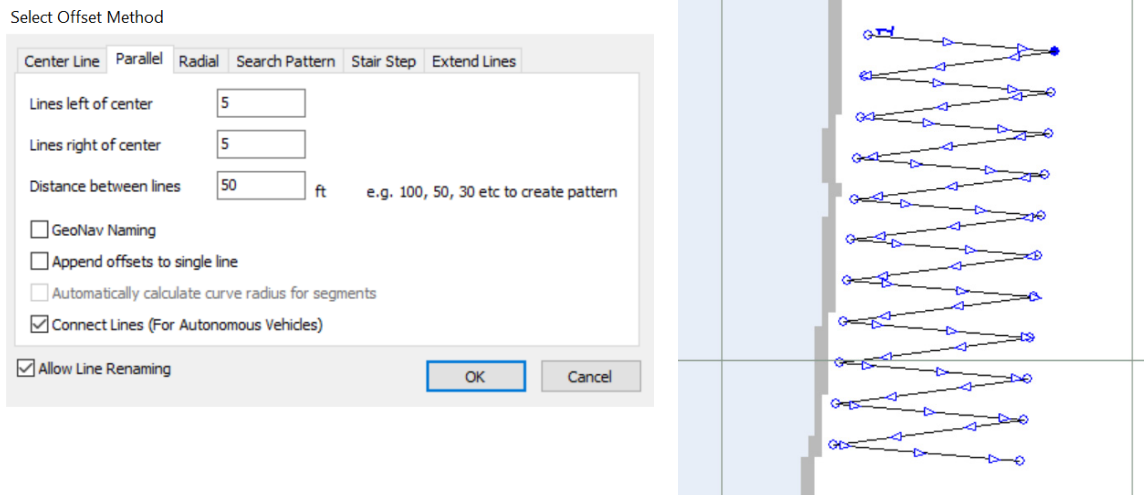 Select Offset Method
Center Line Parallel Radial Search Pattern Stair Step Extend Lines
Lines left of center 5
Lines right of center 5
Distance between lines 50 ft e.g. 100, 50, 30 etc to create pattern
GeoNav Naming
Append offsets to single line
Automatically calculate curve radius for segments
Connect Lines (For Autonomous Vehicles)
Allow Line Renaming
OK Cancel
1